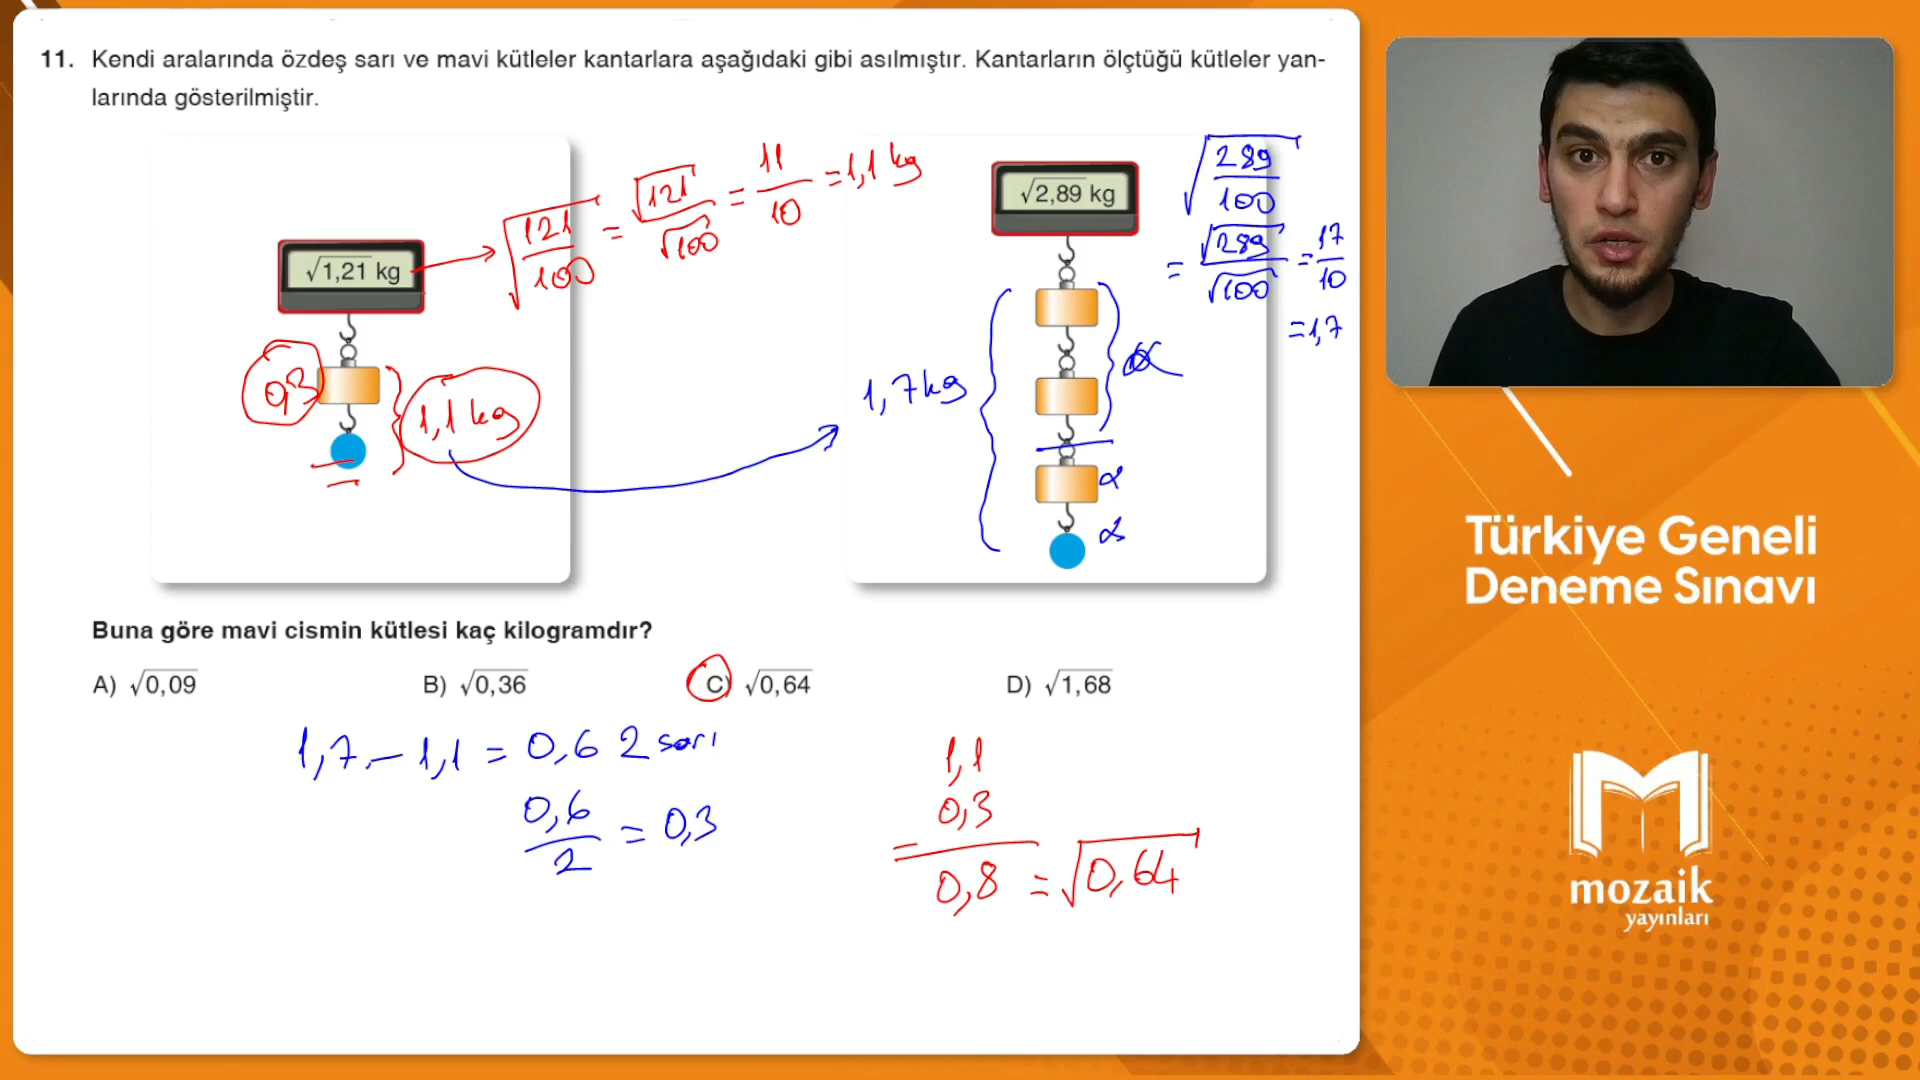 11. Kendi aralarında özdeş sarı ve mavi kütleler kantarlara aşağıdaki gibi asılmıştır. Kantarların ölçtüğü kütleler yan-
larında gösterilmiştir.
√1,21 kg
√121/100 = √121/√100 = 11/10 = 1,1 kg
0,3
1,1 kg
√2,89 kg
√289/100
= √289/√100 = 17/10
= 1,7
1,7 kg
Buna göre mavi cismin kütlesi kaç kilogramdır?
A) √0,09 B) √0,36 C) √0,64 D) √1,68
1,7 - 1,1 = 0,6 2 sarı
0,6/2 = 0,3
1,1
0,3
0,8 = √0,64
Türkiye Geneli
Deneme Sınavı
mozaik
yayınları